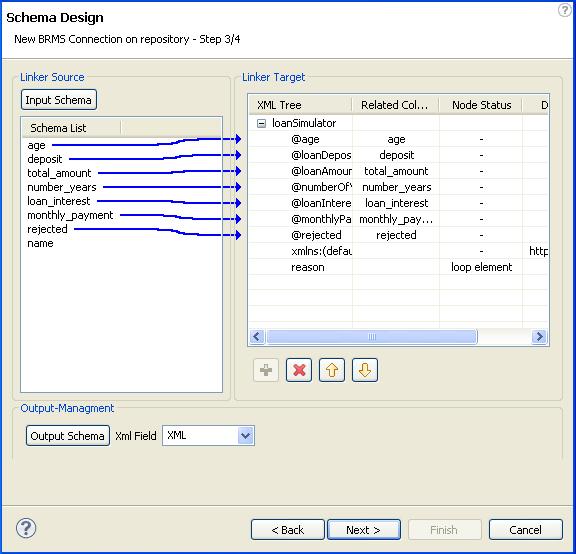 Schema Design
New BRMS Connection on repository - Step 3/4
Linker Source
Input Schema
Schema List
age
deposit
total_amount
number_years
loan_interest
monthly_payment
rejected
name
Linker Target
XML Tree Related Col... Node Status D
loanSimulator
@age age -
@loanDepos deposit -
@loanAmour total_amount -
@numberOfY number_years -
@loanIntere loan_interest -
@monthlyPa monthly_pay... -
@rejected rejected -
xmlns:(defau - http
reason loop element
Output-Managment
Output Schema Xml Field XML
< Back Next > Finish Cancel